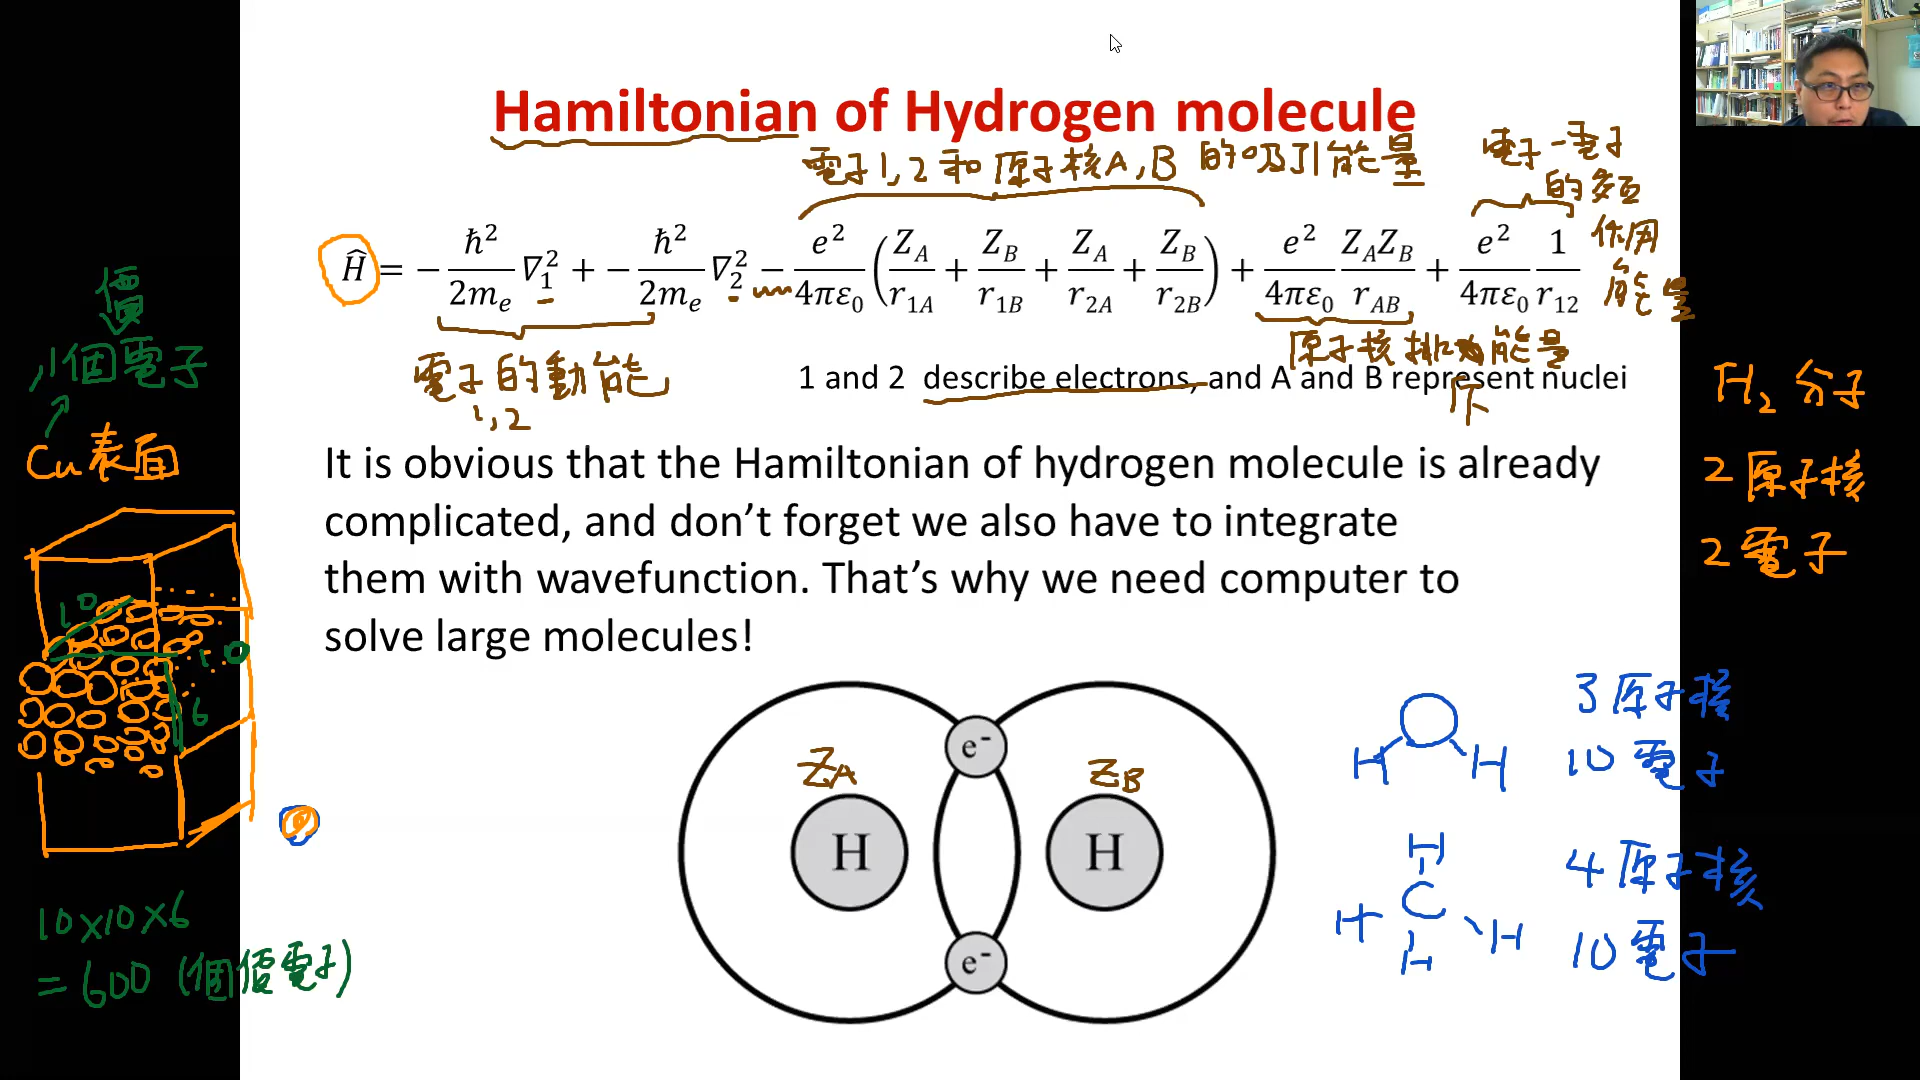 Hamiltonian of Hydrogen molecule
電子1,2和原子核A,B的吸引能量
電子-電子
的
作用
能量
Ĥ = −ħ²/2mₑ ∇₁² + −ħ²/2mₑ ∇₂² − e²/4πε₀ (Z_A/r₁A + Z_B/r₁B + Z_A/r₂A + Z_B/r₂B) + e²/4πε₀ Z_AZ_B/r_AB + e²/4πε₀ 1/r₁₂
電子的動能
1,2
原子核排斥能量
1 and 2 describe electrons, and A and B represent nuclei
It is obvious that the Hamiltonian of hydrogen molecule is already
complicated, and don’t forget we also have to integrate
them with wavefunction. That’s why we need computer to
solve large molecules!
價
1個電子
Cu表面
10
10
6
10×10×6
=600 (個價電子)
H₂分子
2原子核
2電子
e⁻
Z_A
Z_B
H
H
e⁻
H H
3原子核
10電子
H
H C H
H
4原子核
10電子